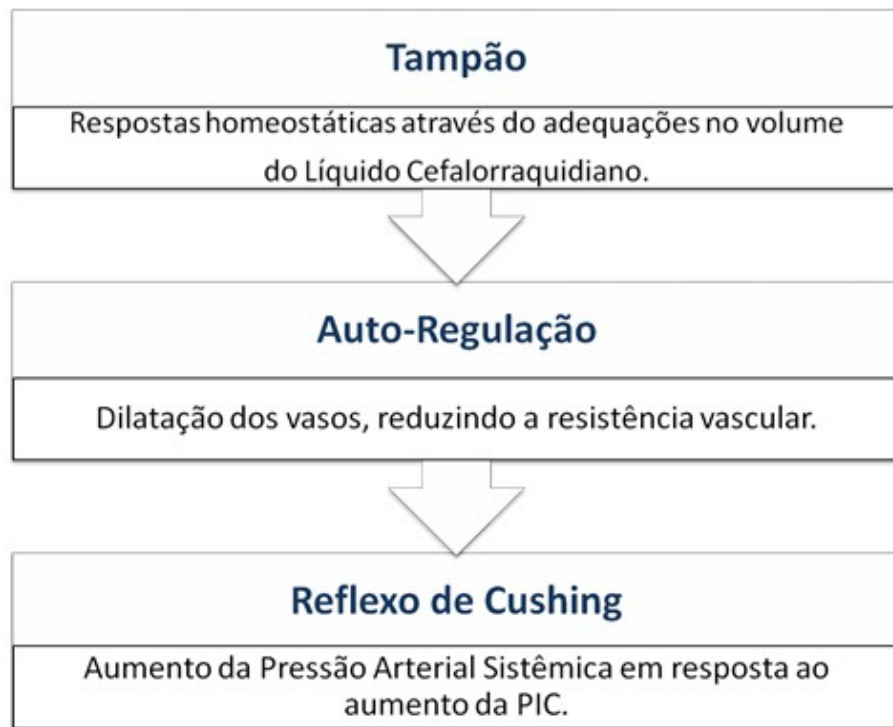 Tampão
Respostas homeostáticas através do adequações no volume
do Líquido Cefalorraquidiano.
Auto-Regulação
Dilatação dos vasos, reduzindo a resistência vascular.
Reflexo de Cushing
Aumento da Pressão Arterial Sistêmica em resposta ao
aumento da PIC.